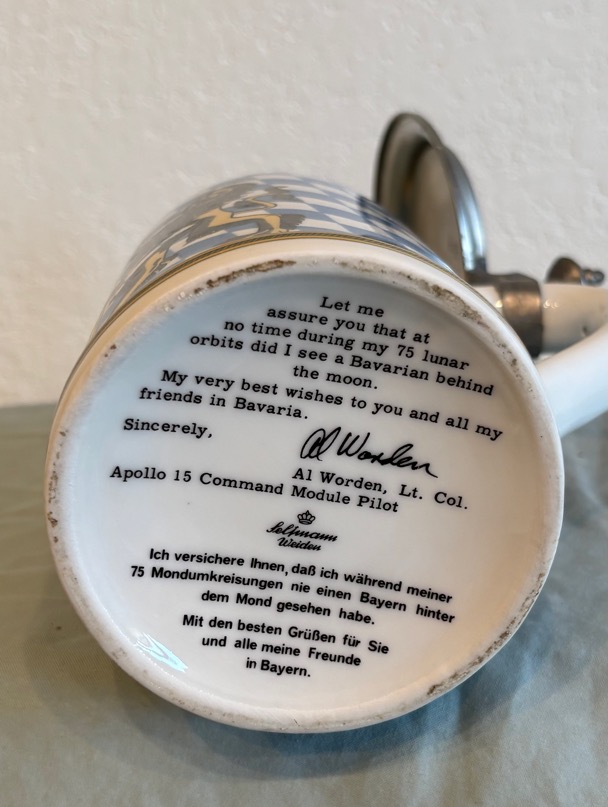 Let me
assure you that at
no time during my 75 lunar
orbits did I see a Bavarian behind
the moon.
My very best wishes to you and all my
friends in Bavaria.
Sincerely,
Al Worden
Al Worden, Lt. Col.
Apollo 15 Command Module Pilot
Seltmann
Weiden
Ich versichere Ihnen, daß ich während meiner
75 Mondumkreisungen nie einen Bayern hinter
dem Mond gesehen habe.
Mit den besten Grüßen für Sie
und alle meine Freunde
in Bayern.